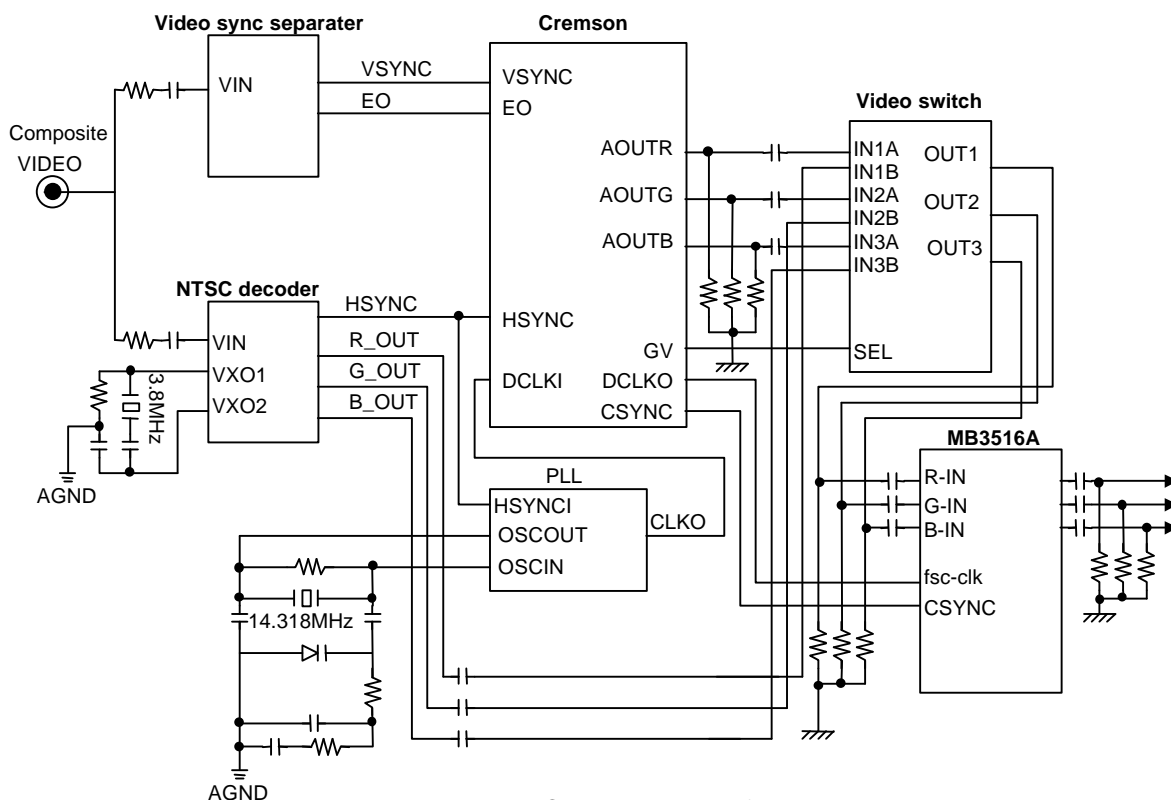 Video sync separater
Cremson
VIN
VSYNC
EO
VSYNC
EO
Composite
VIDEO
Video switch
AOUTR
AOUTG
AOUTB
IN1A
IN1B
IN2A
IN2B
IN3A
IN3B
OUT1
OUT2
OUT3
NTSC decoder
VIN
VXO1
VXO2
HSYNC
R_OUT
G_OUT
B_OUT
HSYNC
DCLKI
GV
DCLKO
CSYNC
SEL
3.8MHz
AGND
PLL
HSYNCI
OSCOUT
OSCIN
CLKO
MB3516A
R-IN
G-IN
B-IN
fsc-clk
CSYNC
14.318MHz
AGND